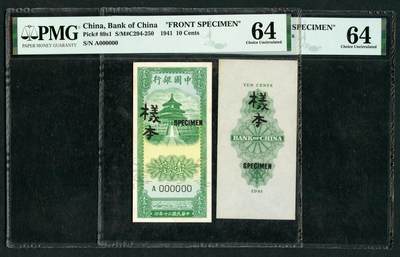 PMG
PAPER MONEY GUARANTY
China, Bank of China "FRONT SPECIMEN"
Pick# 89s1 S/M#C294-250 1941 10 Cents
S/N A000000
64
Choice Uncirculated
SPECIMEN"
64
Choice Uncirculated
行銀國中
樣本
SPECIMEN
A 000000
TEN CENTS
樣本
BANK OF CHINA
SPECIMEN
1941